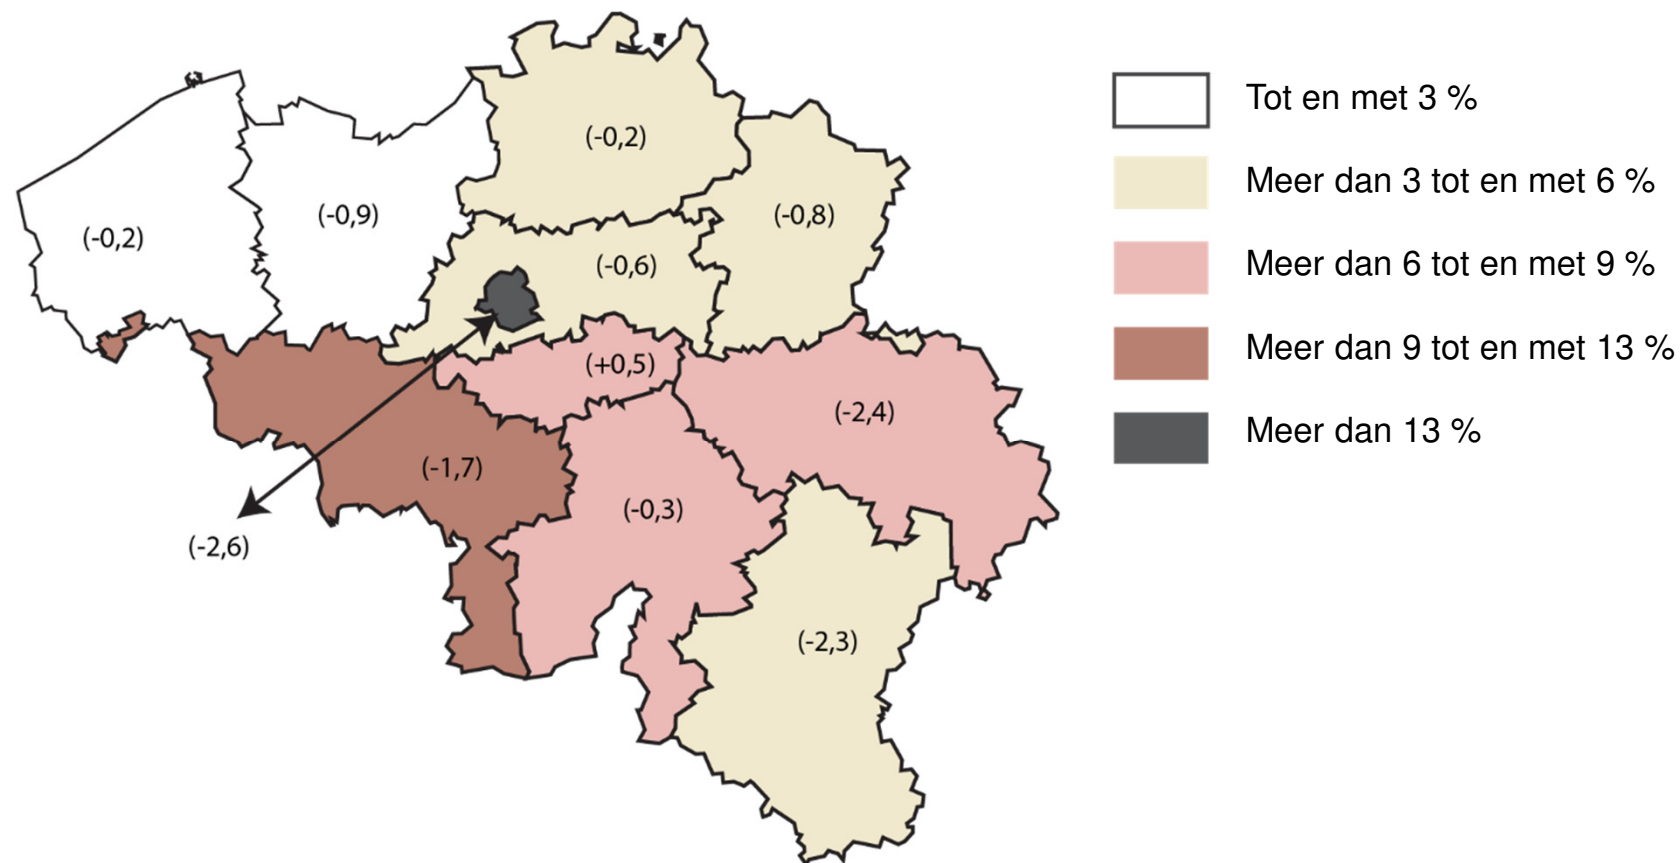 (-0,2)
(-0,9)
(-0,2)
(-0,8)
(-0,6)
(+0,5)
(-2,4)
(-1,7)
(-0,3)
(-2,6)
(-2,3)
Tot en met 3 %
Meer dan 3 tot en met 6 %
Meer dan 6 tot en met 9 %
Meer dan 9 tot en met 13 %
Meer dan 13 %